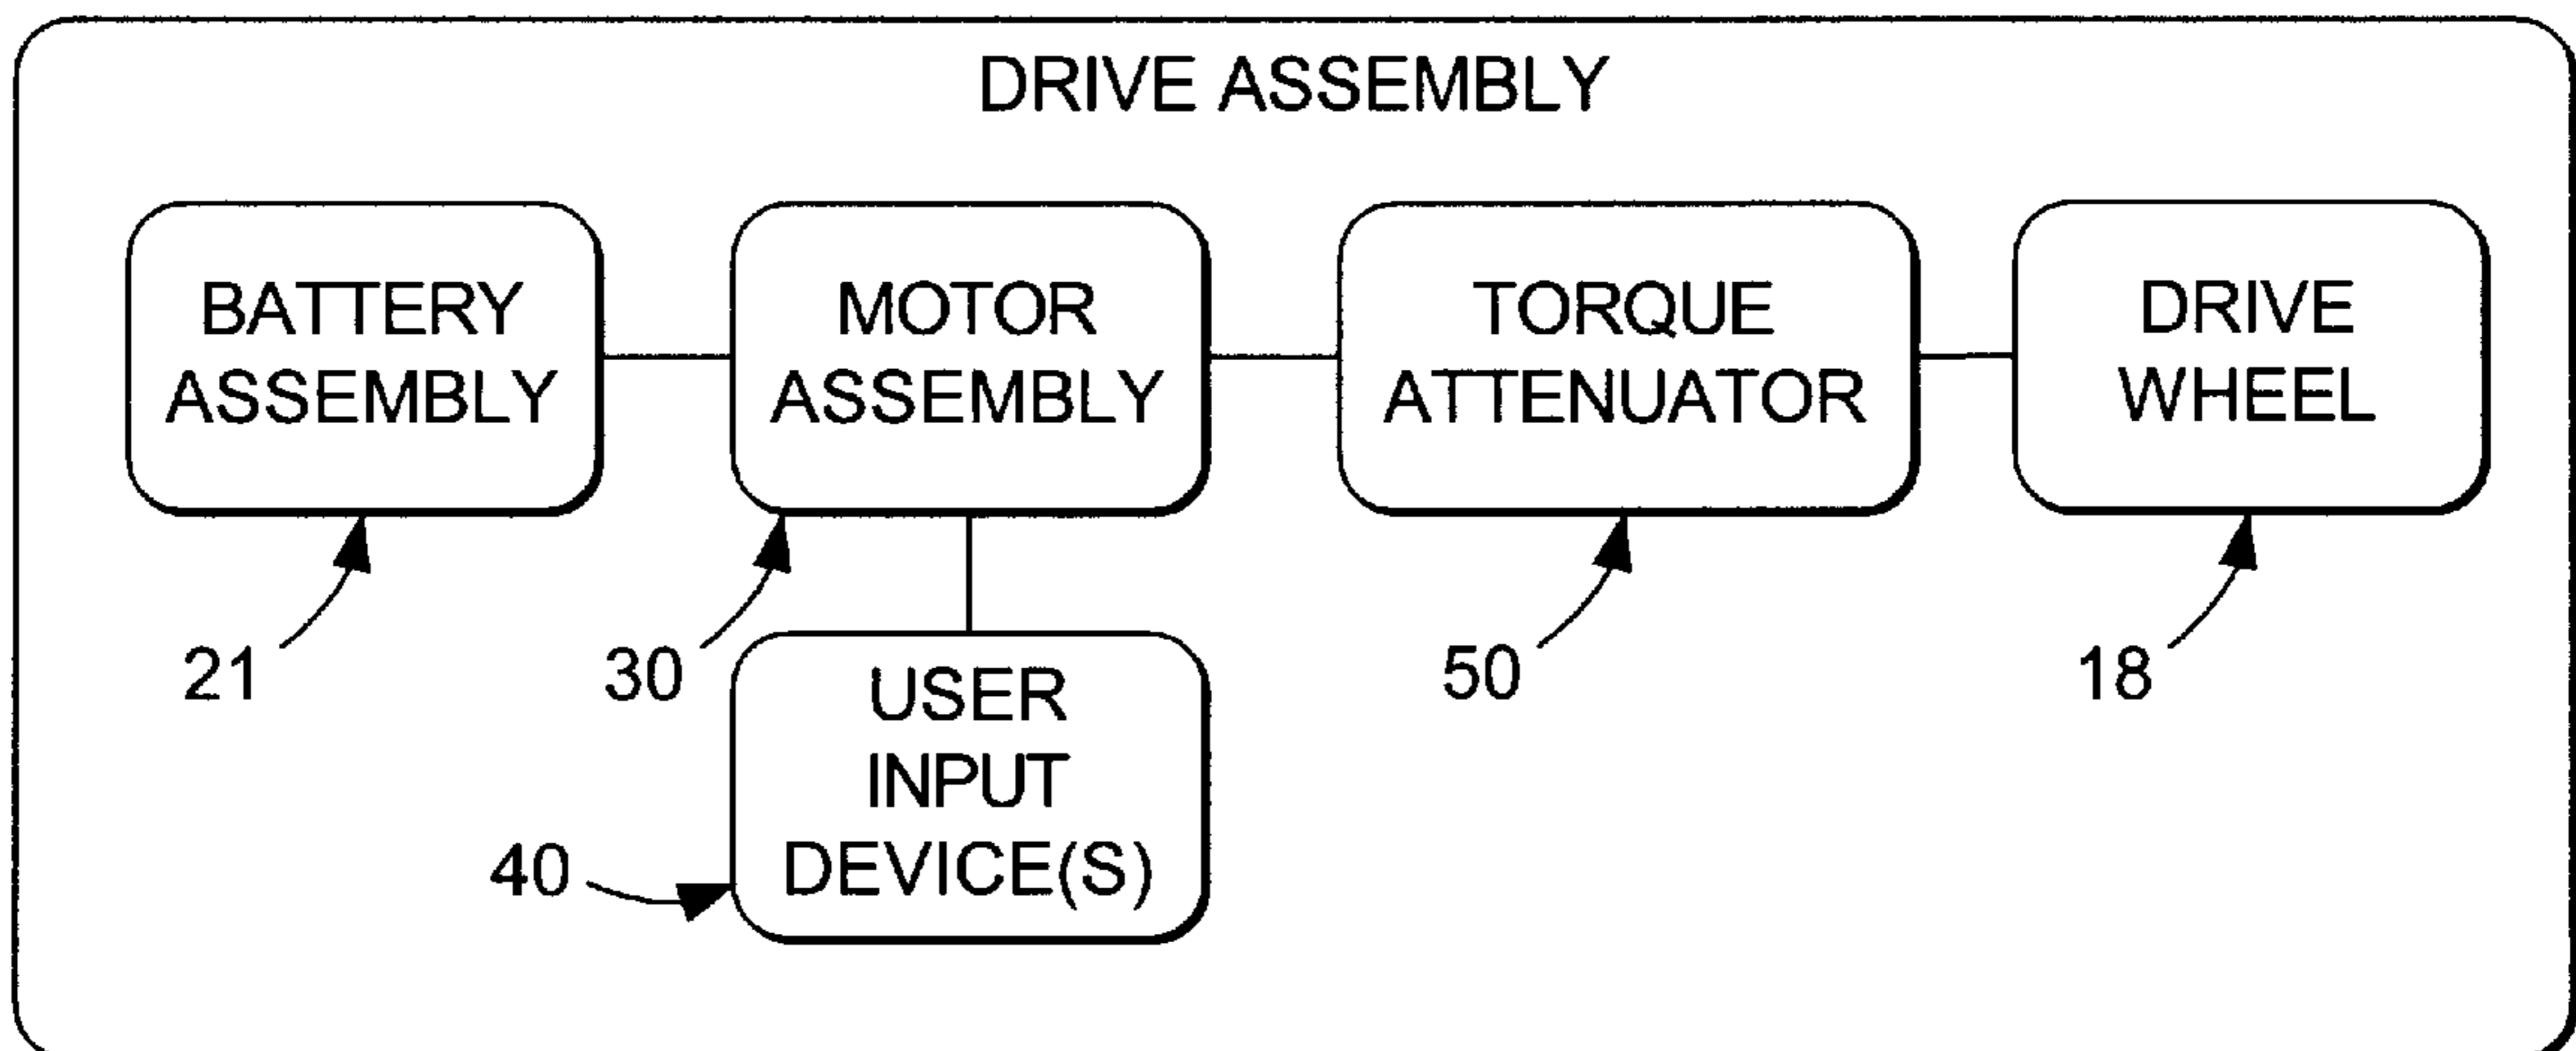 DRIVE ASSEMBLY
BATTERY
ASSEMBLY
MOTOR
ASSEMBLY
TORQUE
ATTENUATOR
DRIVE
WHEEL
21
30
50
18
USER
INPUT
DEVICE(S)
40